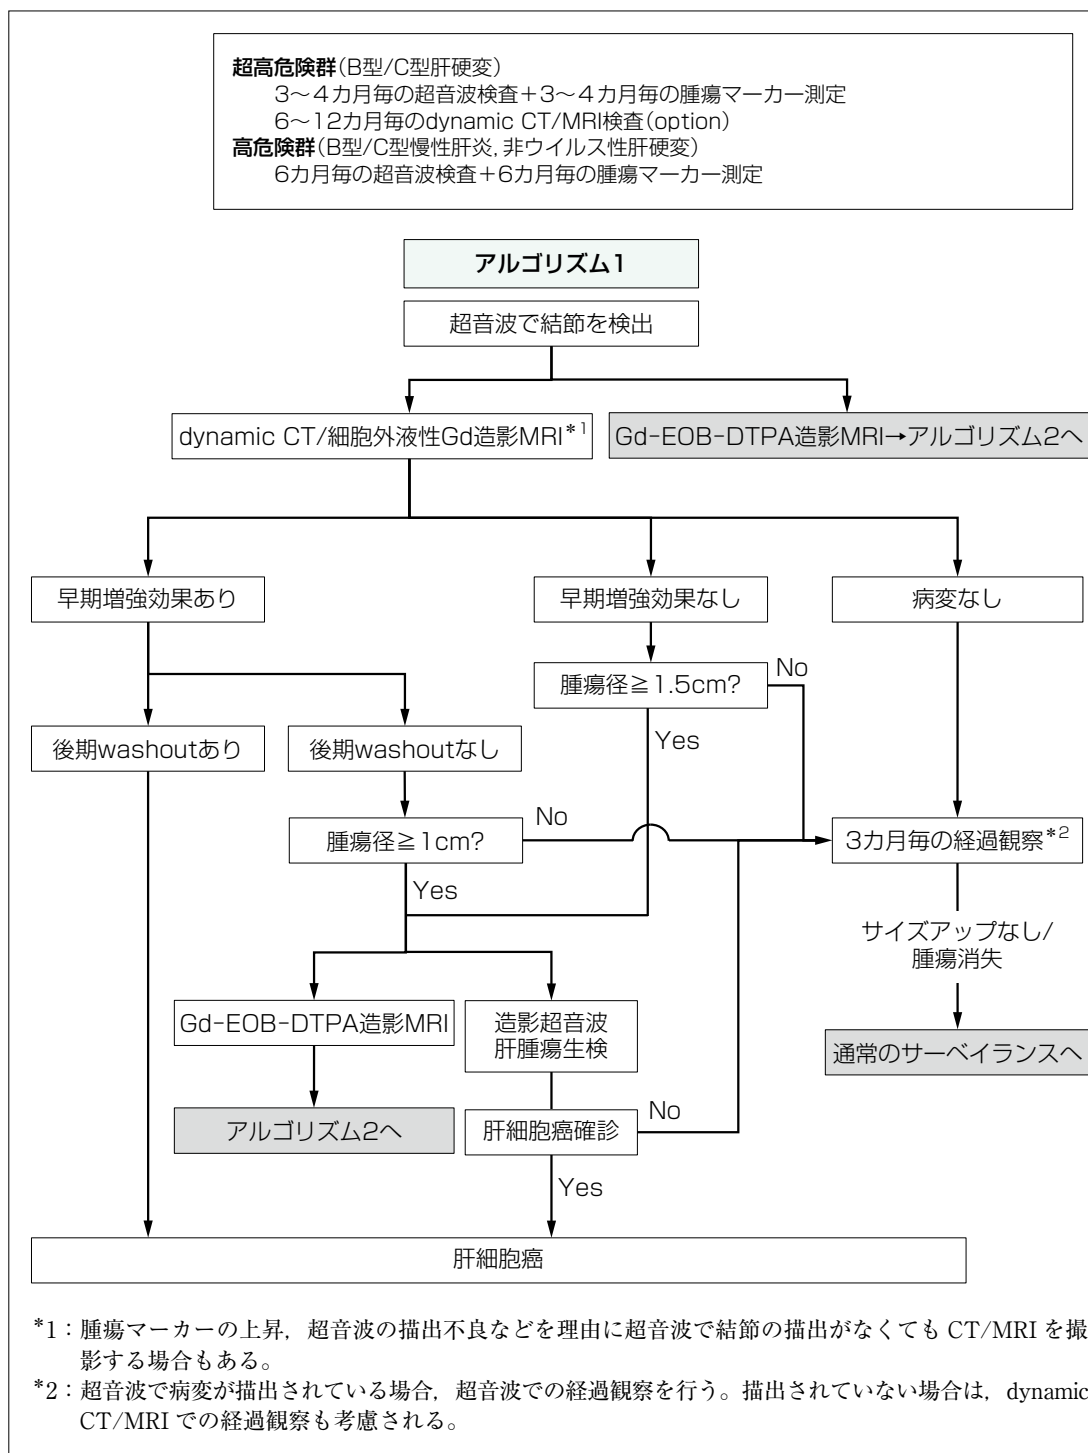 超高危険群(B型/C型肝硬変)
3〜4カ月毎の超音波検査+3〜4カ月毎の腫瘍マーカー測定
6〜12カ月毎のdynamic CT/MRI検査(option)
高危険群(B型/C型慢性肝炎,非ウイルス性肝硬変)
6カ月毎の超音波検査+6カ月毎の腫瘍マーカー測定
アルゴリズム1
超音波で結節を検出
dynamic CT/細胞外液性Gd造影MRI*1
Gd-EOB-DTPA造影MRI→アルゴリズム2へ
早期増強効果あり
早期増強効果なし
病変なし
腫瘍径≧1.5cm?
No
Yes
後期washoutあり
後期washoutなし
腫瘍径≧1cm?
No
3カ月毎の経過観察*2
Yes
サイズアップなし/
腫瘍消失
Gd-EOB-DTPA造影MRI
造影超音波
肝腫瘍生検
通常のサーベイランスへ
アルゴリズム2へ
肝細胞癌確診
No
Yes
肝細胞癌
*1:腫瘍マーカーの上昇,超音波の描出不良などを理由に超音波で結節の描出がなくても CT/MRI を撮
影する場合もある。
*2:超音波で病変が描出されている場合,超音波での経過観察を行う。描出されていない場合は,dynamic
CT/MRI での経過観察も考慮される。